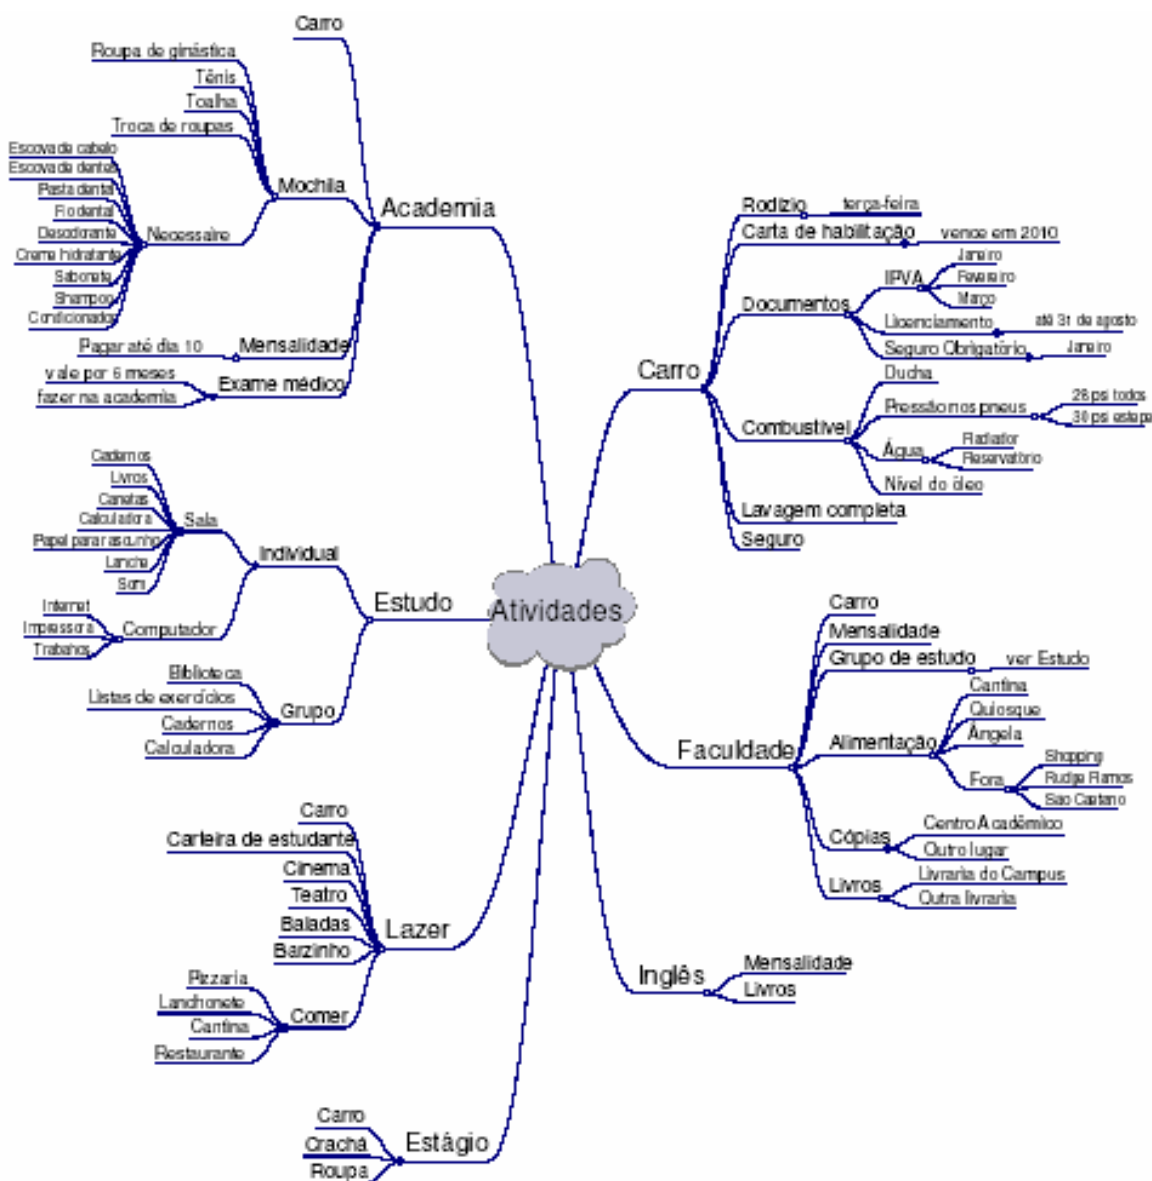 Atividades
Academia
Carro
Mochila
Roupa de ginástica
Tênis
Toalha
Troca de roupas
Necessaire
Escova de cabelo
Escova de dentes
Pasta dental
Fio dental
Desodorante
Creme hidratante
Sabonete
Shampoo
Condicionador
Mensalidade
Pagar até dia 10
Exame médico
vale por 6 meses
fazer na academia
Estudo
Individual
Sala
Cadernos
Livros
Canetas
Calculadora
Papel para rascunho
Lanche
Som
Computador
Internet
Impressora
Trabalhos
Grupo
Biblioteca
Listas de exercícios
Cadernos
Calculadora
Lazer
Carro
Carteira de estudante
Cinema
Teatro
Baladas
Barzinho
Comer
Pizzaria
Lanchonete
Cantina
Restaurante
Estágio
Carro
Crachá
Roupa
Carro
Rodízio
terça-feira
Carta de habilitação
vence em 2010
Documentos
IPVA
Janeiro
Fevereiro
Março
Licenciamento
até 31 de agosto
Seguro Obrigatório
Janeiro
Combustível
Ducha
Pressão nos pneus
28 psi todos
30 psi estepe
Água
Radiador
Reservatório
Nível do óleo
Lavagem completa
Seguro
Faculdade
Carro
Mensalidade
Grupo de estudo
ver Estudo
Alimentação
Cantina
Quiosque
Ângela
Fora
Shopping
Rudge Ramos
São Caetano
Cópias
Centro Acadêmico
Outro lugar
Livros
Livraria do Campus
Outra livraria
Inglês
Mensalidade
Livros